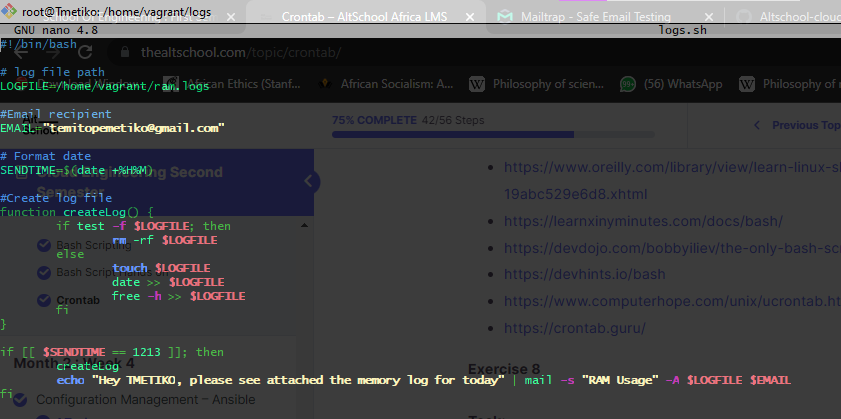 root@Tmetiko: /home/vagrant/logs
Crontab – AltSchool Africa LMS
Mailtrap - Safe Email Testing
Altschool-cloud
GNU nano 4.8
logs.sh
#!/bin/bash
thealtschool.com/topic/crontab/
# log file path
LOGFILE=/home/vagrant/ram.logs
African Ethics (Stanf...
African Socialism: A...
Philosophy of scien...
(56) WhatsApp
Philosophy of
#Email recipient
EMAIL="temitopemetiko@gmail.com"
75% COMPLETE 42/56 Steps
Previous Top
# Format date
SENDTIME=$(date +%H%M)
Cloud Engineering Second
Semester
#Create log file
function createLog() {
if test -f $LOGFILE; then
rm -rf $LOGFILE
else
touch $LOGFILE
date >> $LOGFILE
free -h >> $LOGFILE
fi
}
Bash Scripting
Crontab
https://www.oreilly.com/library/view/learn-linux-s
19abc529e6d8.xhtml
https://learnxinyminutes.com/docs/bash/
https://devdojo.com/bobbyiliev/the-only-bash-sc
https://devhints.io/bash
https://www.computerhope.com/unix/ucrontab.ht
https://crontab.guru/
if [[ $SENDTIME == 1213 ]]; then
createLog
echo "Hey TMETIKO, please see attached the memory log for today" | mail -s "RAM Usage" -A $LOGFILE $EMAIL
fi
Week 4
Exercise 8
Configuration Management – Ansible